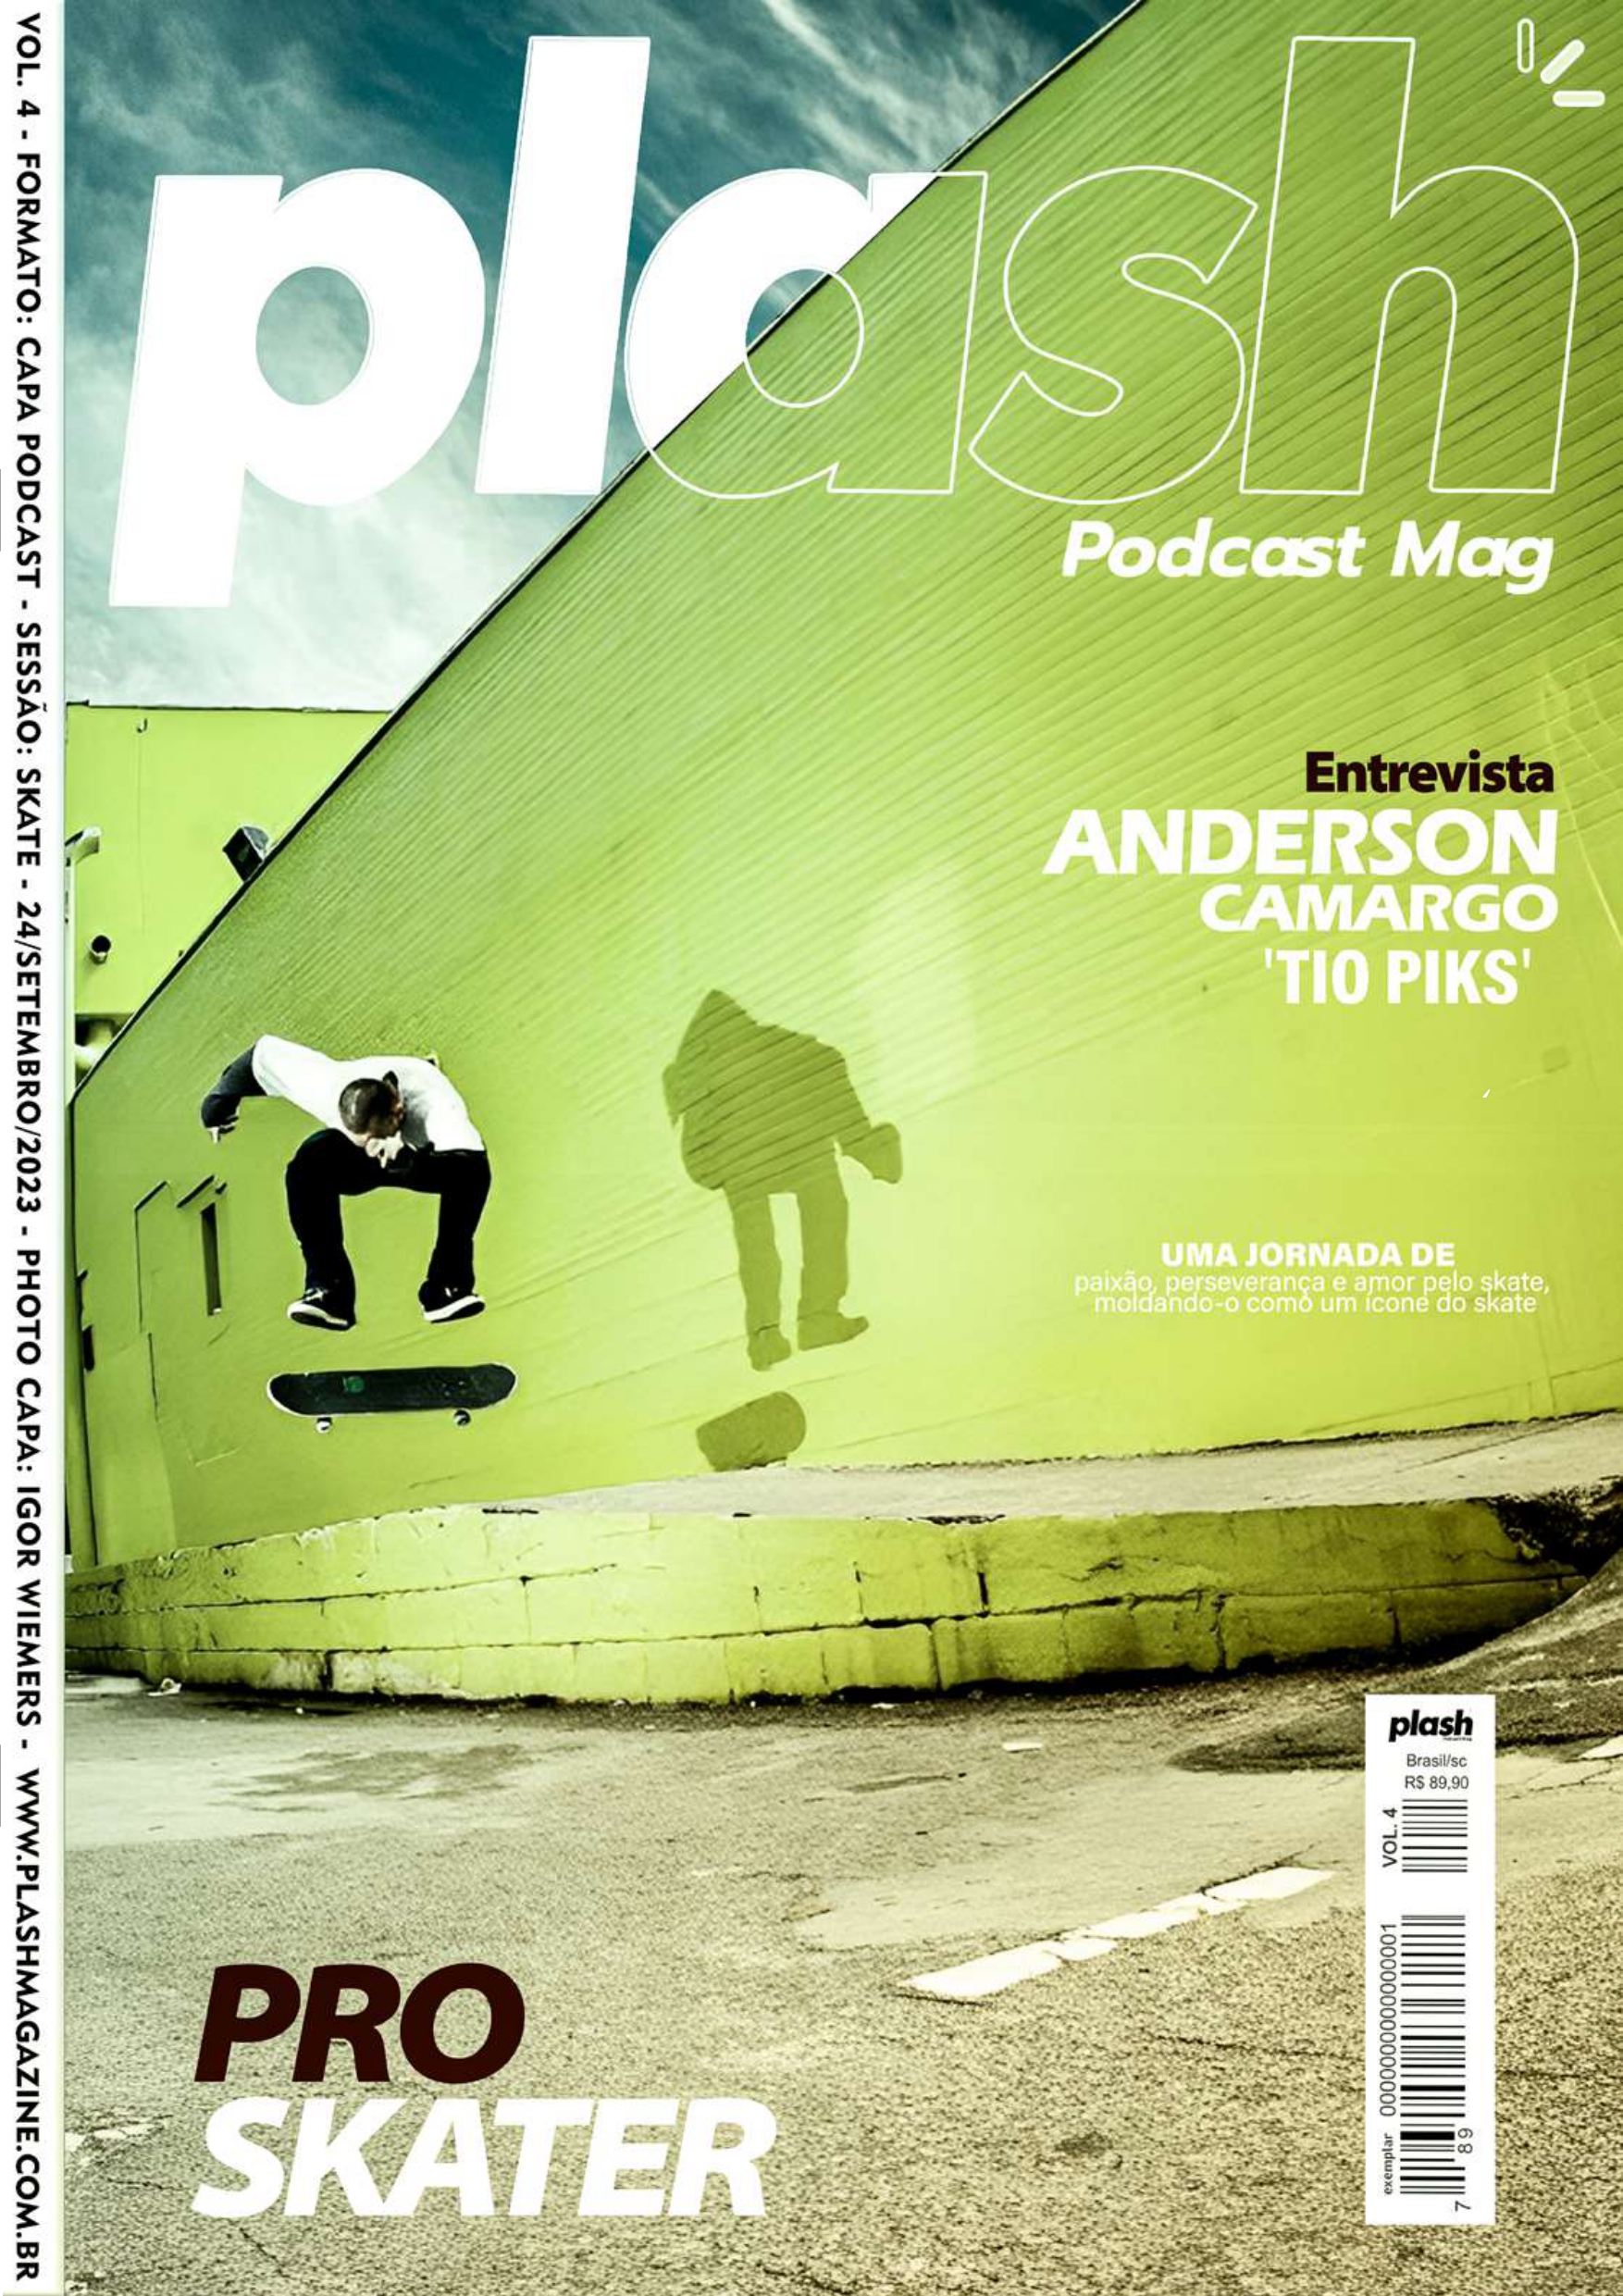 VOL. 4 - FORMATO: CAPA PODCAST - SESSÃO: SKATE - 24/SETEMBRO/2023 - PHOTO CAPA: IGOR WIEMERS - WWW.PLASHMAGAZINE.COM.BR
plash
Podcast Mag
Entrevista
ANDERSON
CAMARGO
'TIO PIKS'
UMA JORNADA DE
paixão, perseverança e amor pelo skate,
moldando-o como um ícone do skate
PRO
SKATER
plash
Brasil/sc
R$ 89,90
VOL. 4
exemplar
7 89